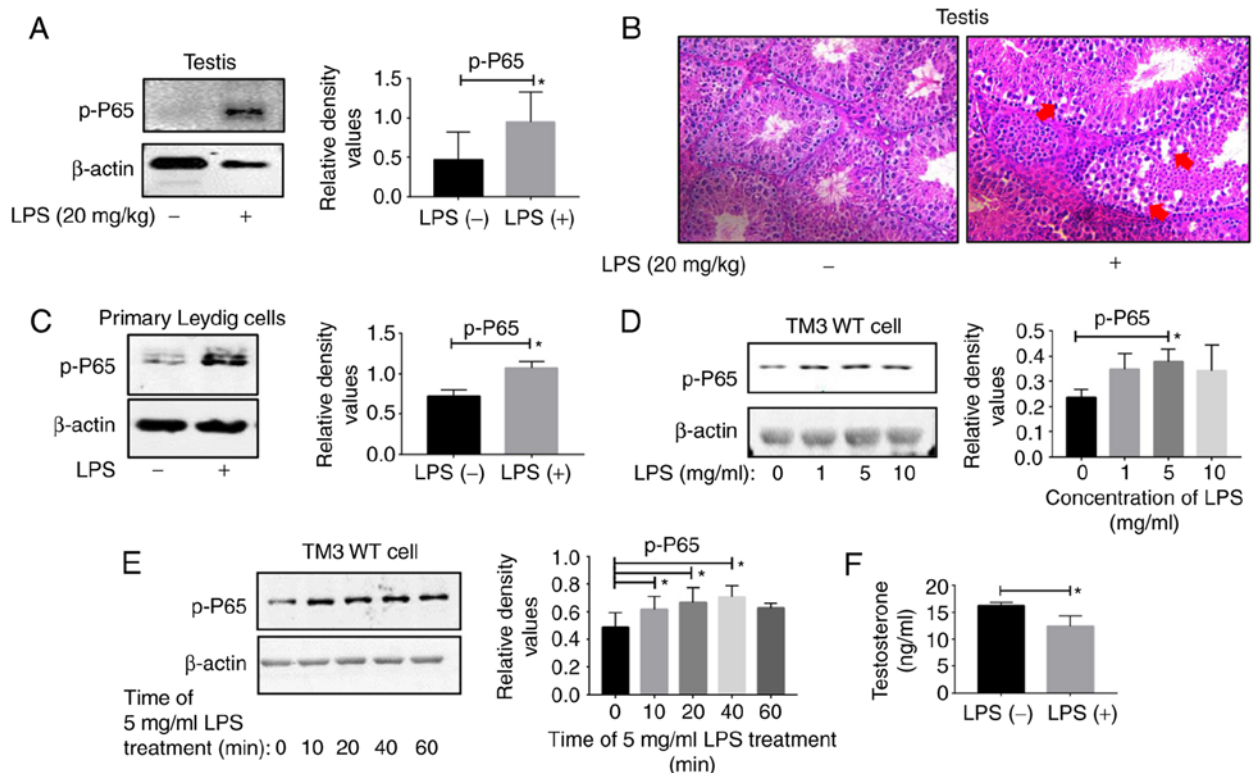 A
Testis
p-P65
β-actin
LPS (20 mg/kg) − +
p-P65
*
Relative density
values
1.5
1.0
0.5
0.0
LPS (−) LPS (+)
B
Testis
LPS (20 mg/kg) − +
C
Primary Leydig cells
p-P65
β-actin
LPS − +
p-P65
*
Relative density
values
1.5
1.0
0.5
0.0
LPS (−) LPS (+)
D
TM3 WT cell
p-P65
β-actin
LPS (mg/ml): 0 1 5 10
p-P65
*
Relative density
values
0.5
0.4
0.3
0.2
0.1
0.0
0 1 5 10
Concentration of LPS
(mg/ml)
E
TM3 WT cell
p-P65
β-actin
Time of
5 mg/ml LPS
treatment (min): 0 10 20 40 60
p-P65
*
*
*
Relative density
values
1.0
0.8
0.6
0.4
0.2
0.0
0 10 20 40 60
Time of 5 mg/ml LPS treatment
(min)
F
*
Testosterone
(ng/ml)
20
15
10
5
0
LPS (−) LPS (+)